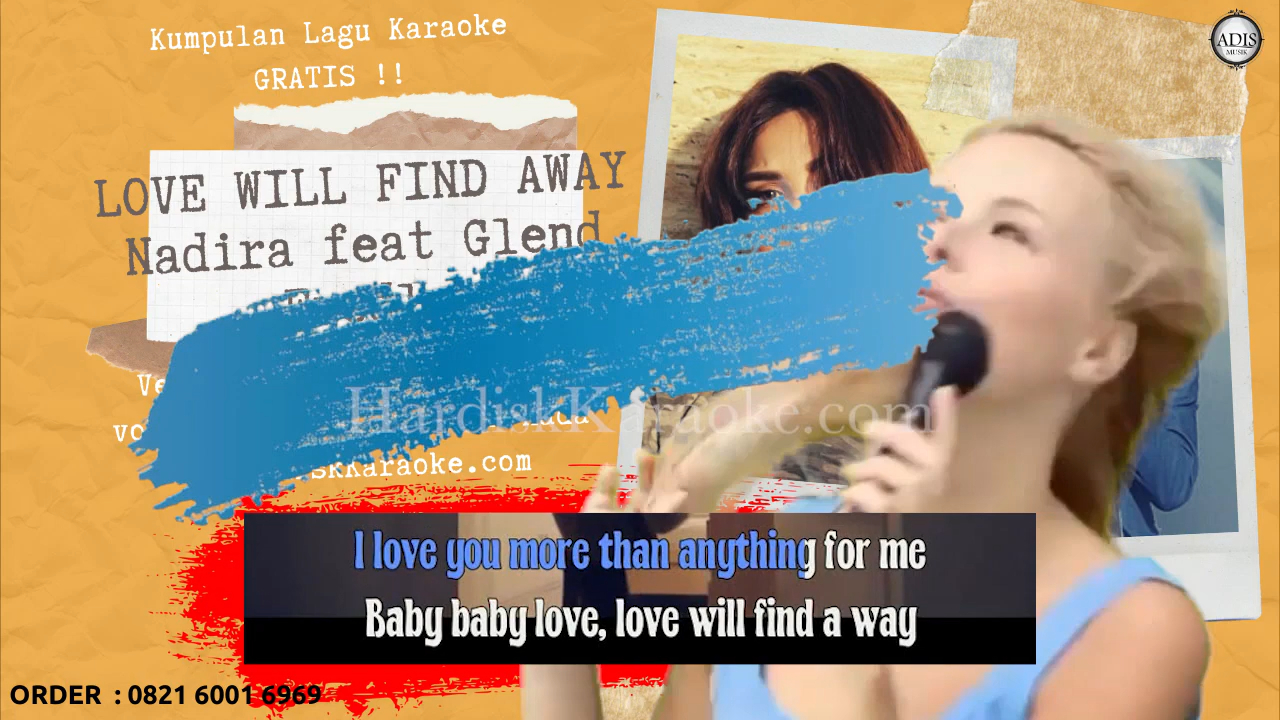 Kumpulan Lagu Karaoke
GRATIS !!
ADIS
MUSIK
LOVE WILL FIND AWAY
Nadira feat Glend
HardiskKaraoke.com
skKaraoke.com
I love you more than anything for me
Baby baby love, love will find a way
ORDER : 0821 6001 6969